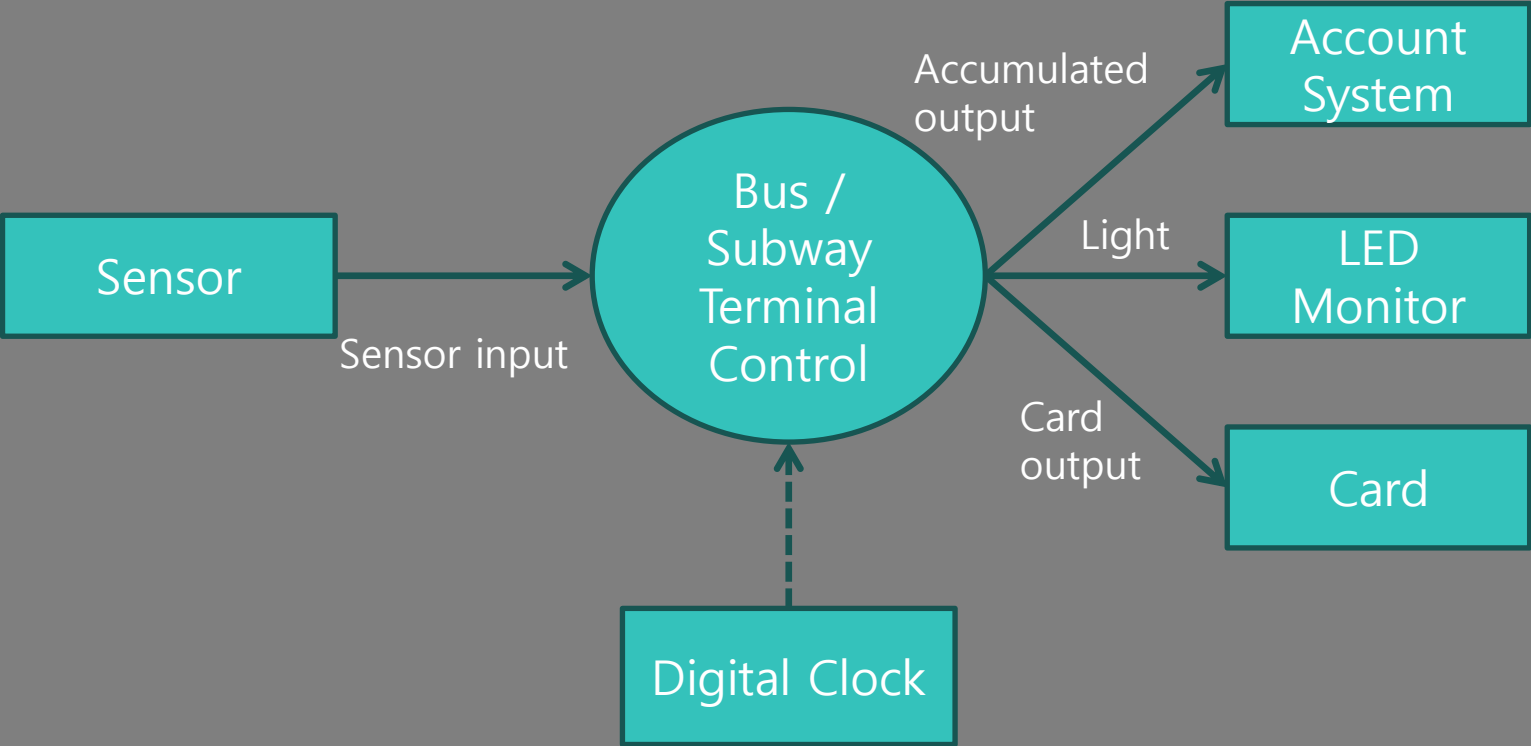 Sensor
Sensor input
Bus /
Subway
Terminal
Control
Accumulated
output
Account
System
Light
LED
Monitor
Card
output
Card
Digital Clock